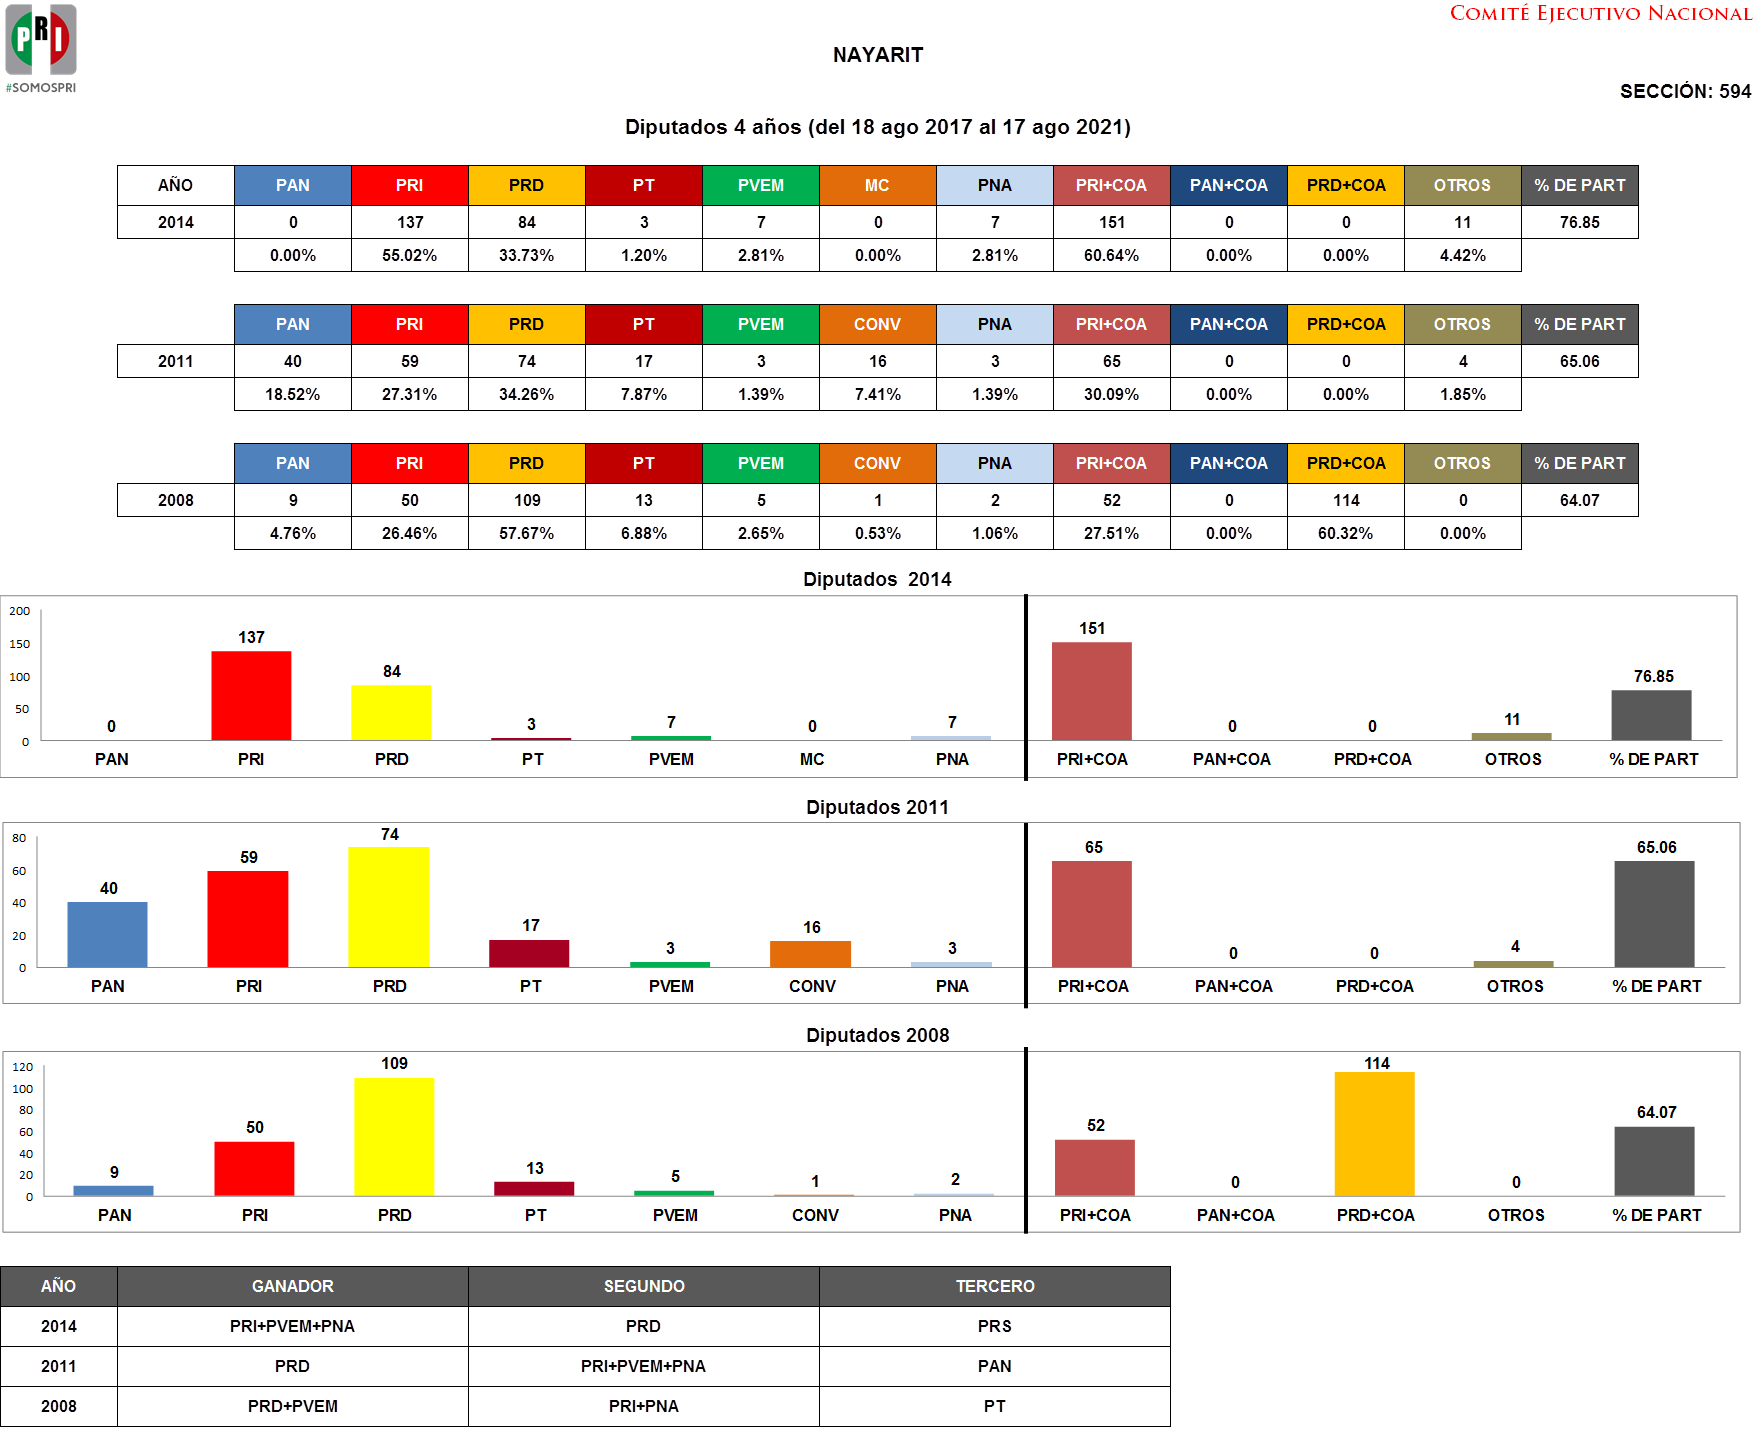 PRI
#SOMOSPRI
COMITÉ EJECUTIVO NACIONAL
NAYARIT
SECCIÓN: 594
Diputados 4 años (del 18 ago 2017 al 17 ago 2021)
AÑO PAN PRI PRD PT PVEM MC PNA PRI+COA PAN+COA PRD+COA OTROS % DE PART
2014 0 137 84 3 7 0 7 151 0 0 11 76.85
0.00% 55.02% 33.73% 1.20% 2.81% 0.00% 2.81% 60.64% 0.00% 0.00% 4.42%
PAN PRI PRD PT PVEM CONV PNA PRI+COA PAN+COA PRD+COA OTROS % DE PART
2011 40 59 74 17 3 16 3 65 0 0 4 65.06
18.52% 27.31% 34.26% 7.87% 1.39% 7.41% 1.39% 30.09% 0.00% 0.00% 1.85%
PAN PRI PRD PT PVEM CONV PNA PRI+COA PAN+COA PRD+COA OTROS % DE PART
2008 9 50 109 13 5 1 2 52 0 114 0 64.07
4.76% 26.46% 57.67% 6.88% 2.65% 0.53% 1.06% 27.51% 0.00% 60.32% 0.00%
Diputados  2014
200
150
100
50
0
0 137 84 3 7 0 7 151 0 0 11 76.85
PAN PRI PRD PT PVEM MC PNA PRI+COA PAN+COA PRD+COA OTROS % DE PART
Diputados 2011
80
60
40
20
0
40 59 74 17 3 16 3 65 0 0 4 65.06
PAN PRI PRD PT PVEM CONV PNA PRI+COA PAN+COA PRD+COA OTROS % DE PART
Diputados 2008
120
100
80
60
40
20
0
9 50 109 13 5 1 2 52 0 114 0 64.07
PAN PRI PRD PT PVEM CONV PNA PRI+COA PAN+COA PRD+COA OTROS % DE PART
AÑO GANADOR SEGUNDO TERCERO
2014 PRI+PVEM+PNA PRD PRS
2011 PRD PRI+PVEM+PNA PAN
2008 PRD+PVEM PRI+PNA PT